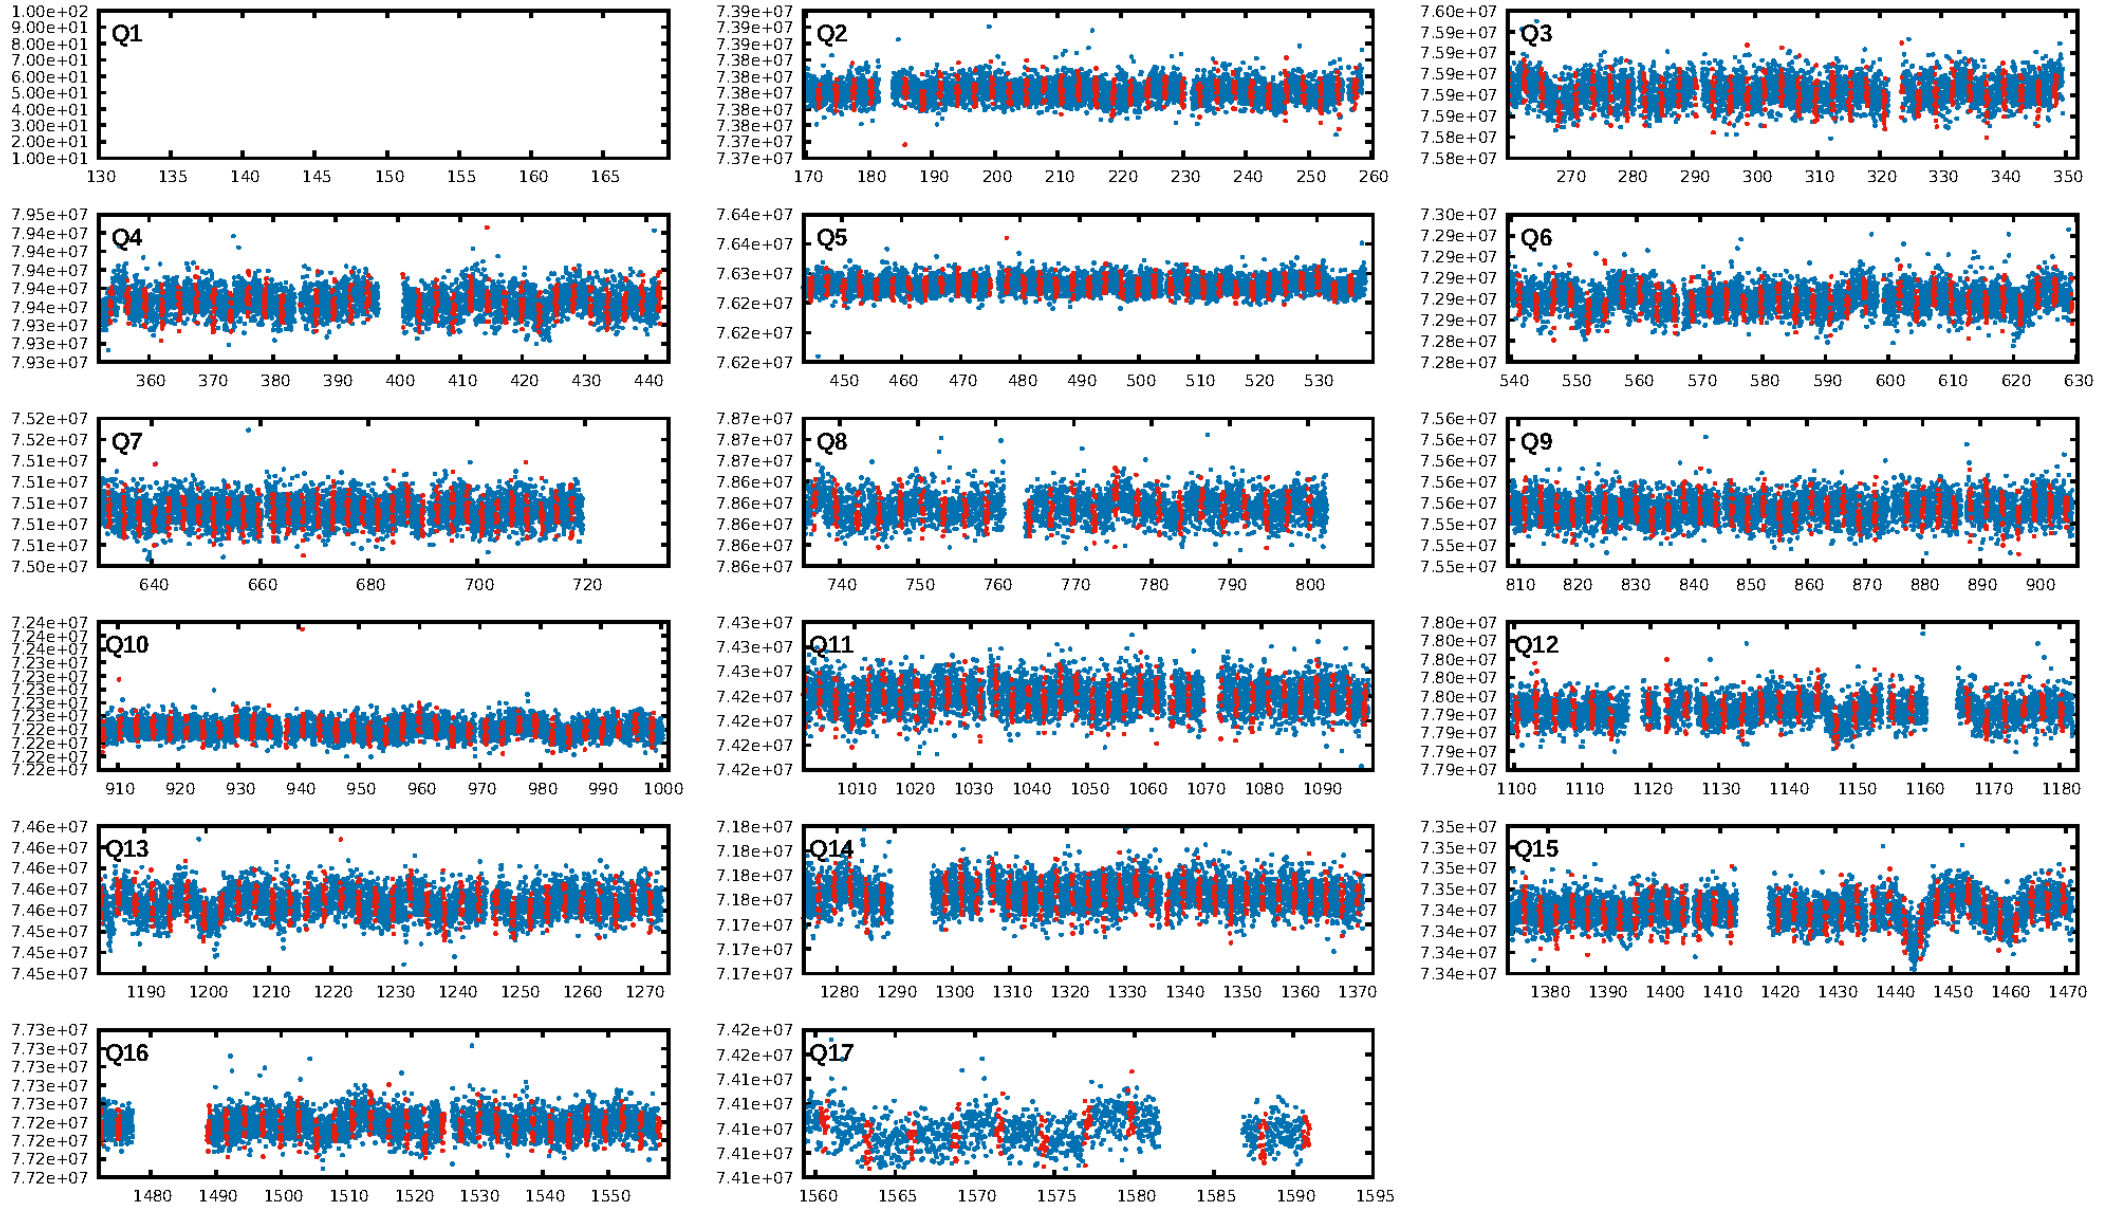 1.00e+02
9.00e+01
8.00e+01
7.00e+01
6.00e+01
5.00e+01
4.00e+01
3.00e+01
2.00e+01
1.00e+01
Q1
130 135 140 145 150 155 160 165
7.39e+07
7.39e+07
7.39e+07
7.38e+07
7.38e+07
7.38e+07
7.38e+07
7.38e+07
7.37e+07
7.37e+07
Q2
170 180 190 200 210 220 230 240 250 260
7.60e+07
7.59e+07
7.59e+07
7.59e+07
7.59e+07
7.59e+07
7.58e+07
7.58e+07
Q3
270 280 290 300 310 320 330 340 350
7.95e+07
7.94e+07
7.94e+07
7.94e+07
7.94e+07
7.94e+07
7.93e+07
7.93e+07
7.93e+07
Q4
360 370 380 390 400 410 420 430 440
7.64e+07
7.64e+07
7.63e+07
7.62e+07
7.62e+07
7.62e+07
Q5
450 460 470 480 490 500 510 520 530
7.30e+07
7.29e+07
7.29e+07
7.29e+07
7.29e+07
7.29e+07
7.28e+07
7.28e+07
Q6
540 550 560 570 580 590 600 610 620 630
7.52e+07
7.52e+07
7.51e+07
7.51e+07
7.51e+07
7.51e+07
7.51e+07
7.50e+07
Q7
640 660 680 700 720
7.87e+07
7.87e+07
7.87e+07
7.86e+07
7.86e+07
7.86e+07
7.86e+07
7.86e+07
Q8
740 750 760 770 780 790 800
7.56e+07
7.56e+07
7.56e+07
7.56e+07
7.55e+07
7.55e+07
7.55e+07
Q9
810 820 830 840 850 860 870 880 890 900
7.24e+07
7.24e+07
7.24e+07
7.23e+07
7.23e+07
7.23e+07
7.23e+07
7.23e+07
7.22e+07
7.22e+07
7.22e+07
7.22e+07
Q10
910 920 930 940 950 960 970 980 990 1000
7.43e+07
7.43e+07
7.43e+07
7.42e+07
7.42e+07
7.42e+07
7.42e+07
Q11
1010 1020 1030 1040 1050 1060 1070 1080 1090
7.80e+07
7.80e+07
7.80e+07
7.80e+07
7.80e+07
7.79e+07
7.79e+07
7.79e+07
7.79e+07
Q12
1100 1110 1120 1130 1140 1150 1160 1170 1180
7.46e+07
7.46e+07
7.46e+07
7.46e+07
7.46e+07
7.45e+07
7.45e+07
7.45e+07
Q13
1190 1200 1210 1220 1230 1240 1250 1260 1270
7.18e+07
7.18e+07
7.18e+07
7.18e+07
7.17e+07
7.17e+07
7.17e+07
Q14
1280 1290 1300 1310 1320 1330 1340 1350 1360 1370
7.35e+07
7.35e+07
7.35e+07
7.35e+07
7.34e+07
7.34e+07
7.34e+07
7.34e+07
Q15
1380 1390 1400 1410 1420 1430 1440 1450 1460 1470
7.73e+07
7.73e+07
7.73e+07
7.73e+07
7.73e+07
7.72e+07
7.72e+07
7.72e+07
7.72e+07
Q16
1480 1490 1500 1510 1520 1530 1540 1550
7.42e+07
7.42e+07
7.41e+07
7.41e+07
7.41e+07
7.41e+07
7.41e+07
Q17
1560 1565 1570 1575 1580 1585 1590 1595